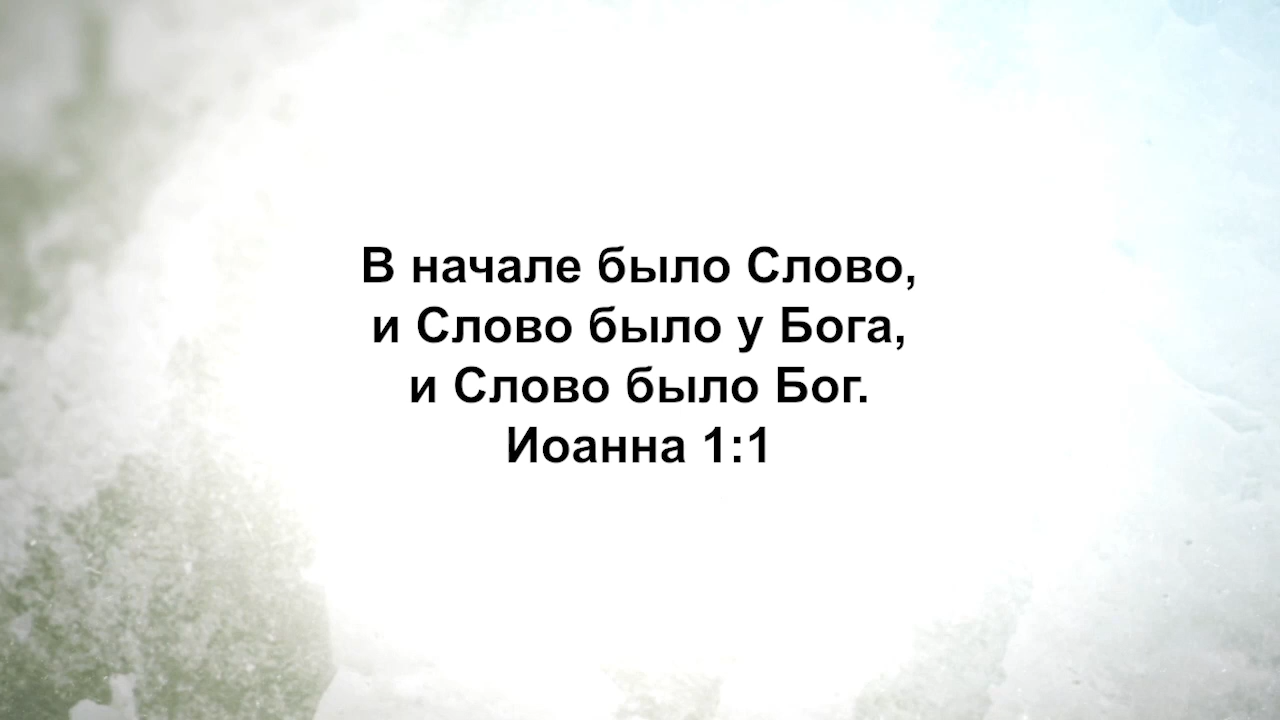 В начале было Слово,
и Слово было у Бога,
и Слово было Бог.
Иоанна 1:1